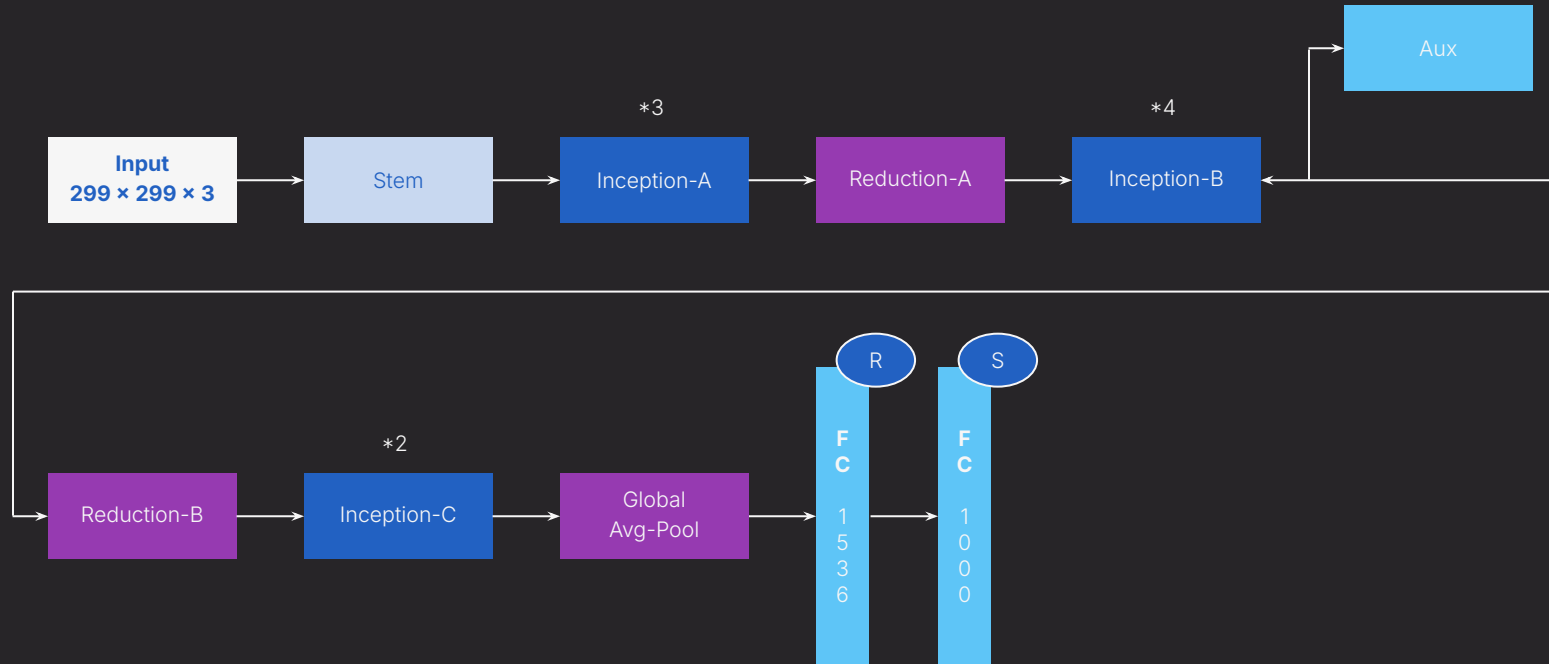 Aux
*3
*4
Input
299 × 299 × 3
Stem
Inception-A
Reduction-A
Inception-B
R
S
*2
Reduction-B
Inception-C
Global
Avg-Pool
F
C
1
5
3
6
F
C
1
0
0
0